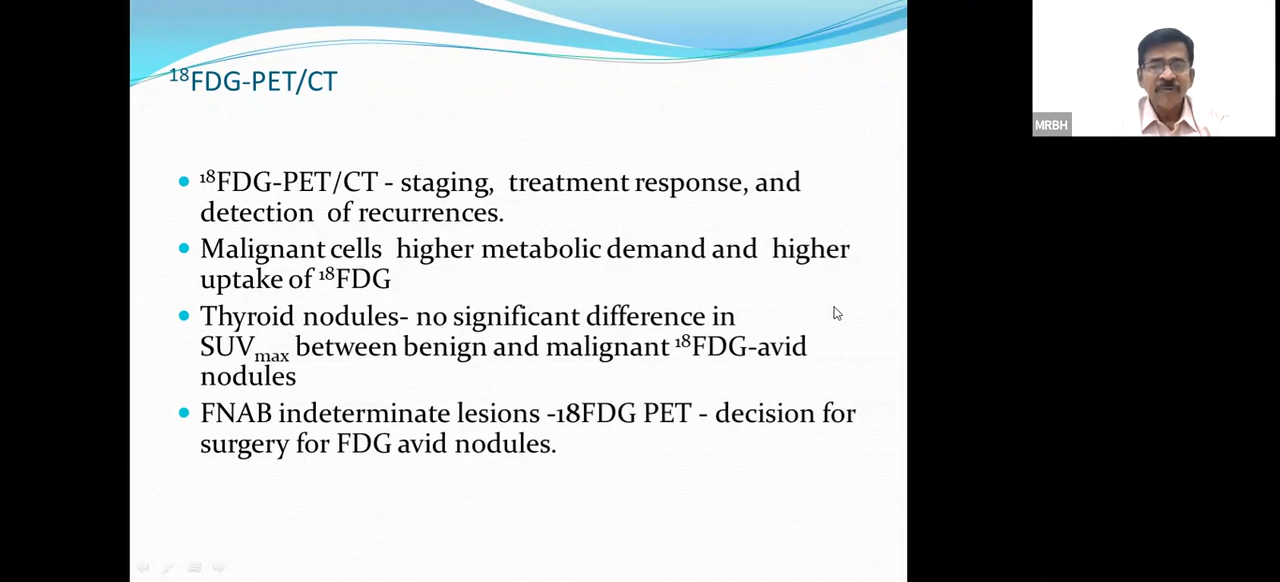 ¹⁸FDG-PET/CT
¹⁸FDG-PET/CT - staging, treatment response, and
detection of recurrences.
Malignant cells higher metabolic demand and higher
uptake of ¹⁸FDG
Thyroid nodules- no significant difference in
SUVmax between benign and malignant ¹⁸FDG-avid
nodules
FNAB indeterminate lesions -18FDG PET - decision for
surgery for FDG avid nodules.
MRBH